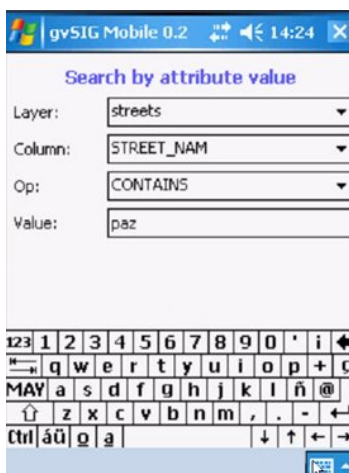 gvSIG Mobile 0.2 14:24
Search by attribute value
Layer: streets
Column: STREET_NAM
Op: CONTAINS
Value: paz
123 1 2 3 4 5 6 7 8 9 0 ' ¡
q w e r t y u i o p +
MAY a s d f g h j k l ñ @
z x c v b n m , . -
Ctrl áü º ª